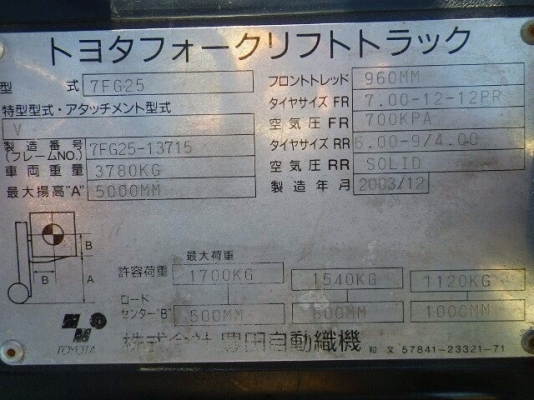 トヨタフォークリフトトラック
型 式 7FG25
特型型式・アタッチメント型式
V
製造番号 (フレームNO.) 7FG25-13715
車両重量 3780KG
最大揚高"A" 5000MM
フロントトレッド 960MM
タイヤサイズ FR 7.00-12-12PR
空気圧 FR 700KPA
タイヤサイズ RR 6.00-9/4.00
空気圧 RR SOLID
製造年月 2003/12
B
B
A
最大荷重
許容荷重 1700KG 1540KG 1120KG
ロードセンター"B" 500MM 600MM 1000MM
TOYOTA
株式会社 豊田自動織機
和文 57841-23321-71